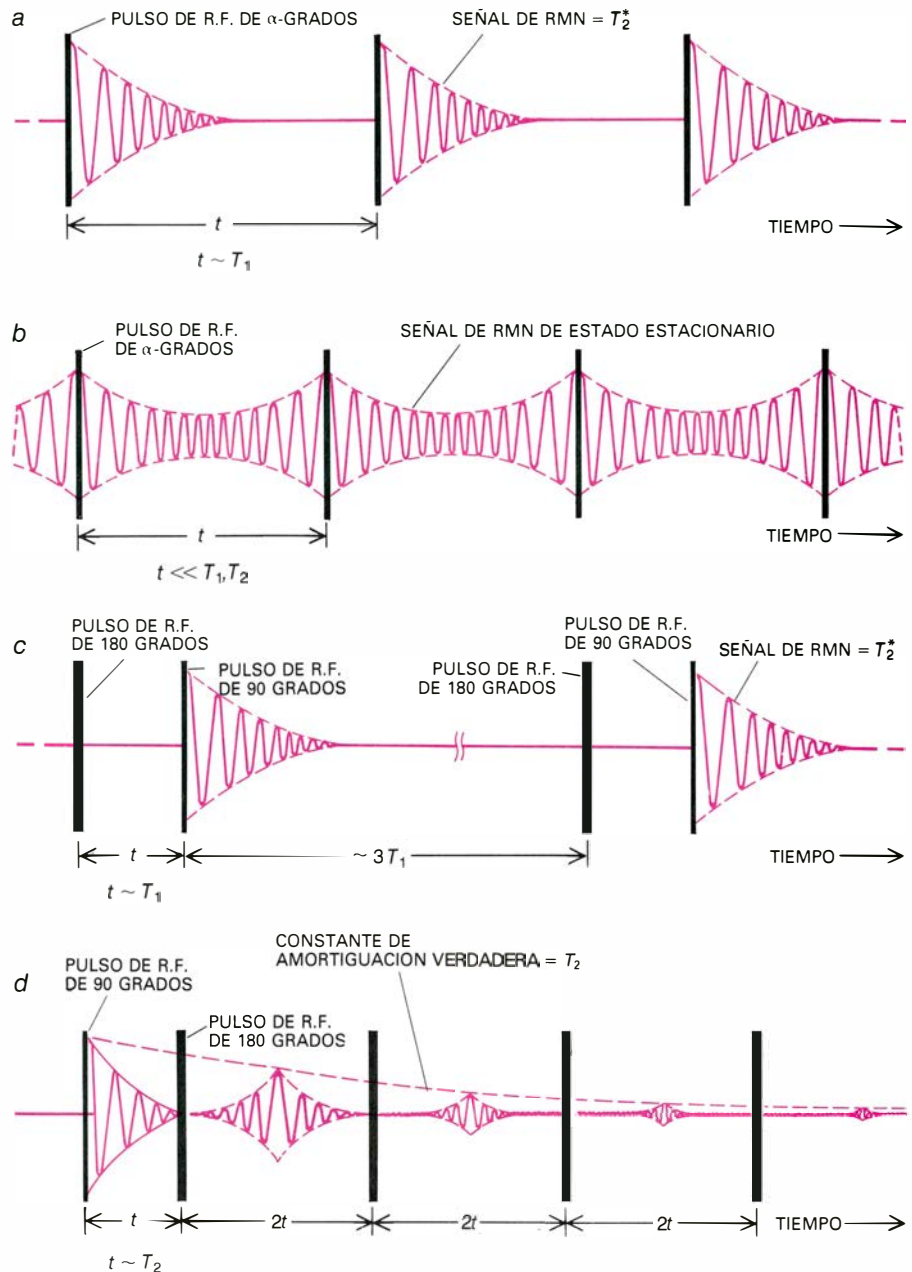 a
PULSO DE R.F. DE α-GRADOS
SEÑAL DE RMN = T₂*
t
TIEMPO
t ~ T₁
b
PULSO DE R.F.
DE α-GRADOS
SEÑAL DE RMN DE ESTADO ESTACIONARIO
t
TIEMPO
t << T₁,T₂
c
PULSO DE R.F.
DE 180 GRADOS
PULSO DE R.F.
DE 90 GRADOS
PULSO DE R.F.
DE 180 GRADOS
PULSO DE R.F.
DE 90 GRADOS
SEÑAL DE RMN = T₂*
t
~ 3T₁
TIEMPO
t ~ T₁
d
PULSO DE R.F.
DE 90 GRADOS
PULSO DE R.F.
DE 180 GRADOS
CONSTANTE DE
AMORTIGUACION VERDADERA = T₂
t
2t
2t
2t
TIEMPO
t ~ T₂